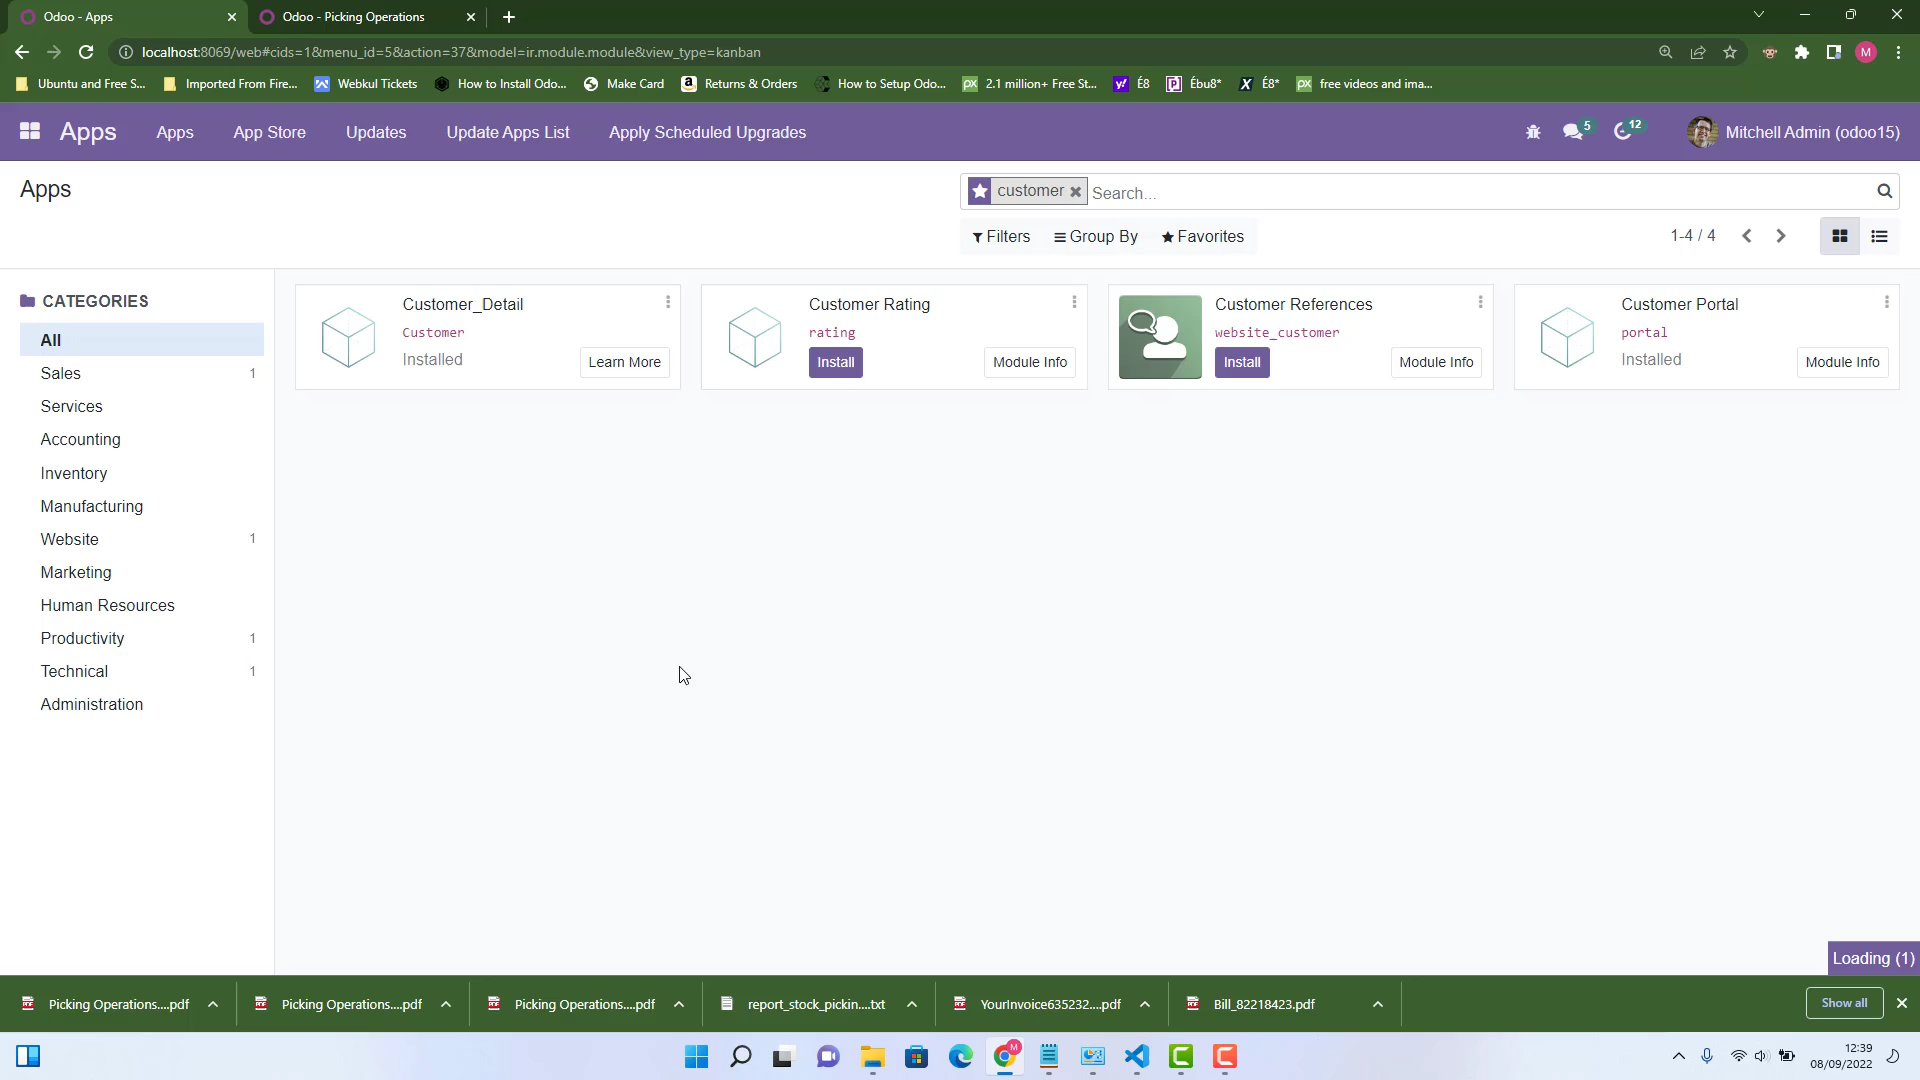 Odoo - Apps
Odoo - Picking Operations
localhost:8069/web#cids=1&menu_id=5&action=37&model=ir.module.module&view_type=kanban
M
Ubuntu and Free S...
Imported From Fire...
Webkul Tickets
How to Install Odo...
Make Card
Returns & Orders
How to Setup Odo...
2.1 million+ Free St...
É8
Ébu8*
É8*
free videos and ima...
Apps
Apps
App Store
Updates
Update Apps List
Apply Scheduled Upgrades
5
12
Mitchell Admin (odoo15)
Apps
customer
Search...
Filters
Group By
Favorites
1-4 / 4
CATEGORIES
All
Sales 1
Services
Accounting
Inventory
Manufacturing
Website 1
Marketing
Human Resources
Productivity 1
Technical 1
Administration
Customer_Detail
Customer
Installed
Learn More
Customer Rating
rating
Install
Module Info
Customer References
website_customer
Install
Module Info
Customer Portal
portal
Installed
Module Info
Loading (1)
Picking Operations....pdf
Picking Operations....pdf
Picking Operations....pdf
report_stock_pickin....txt
YourInvoice635232....pdf
Bill_82218423.pdf
Show all
12:39
08/09/2022